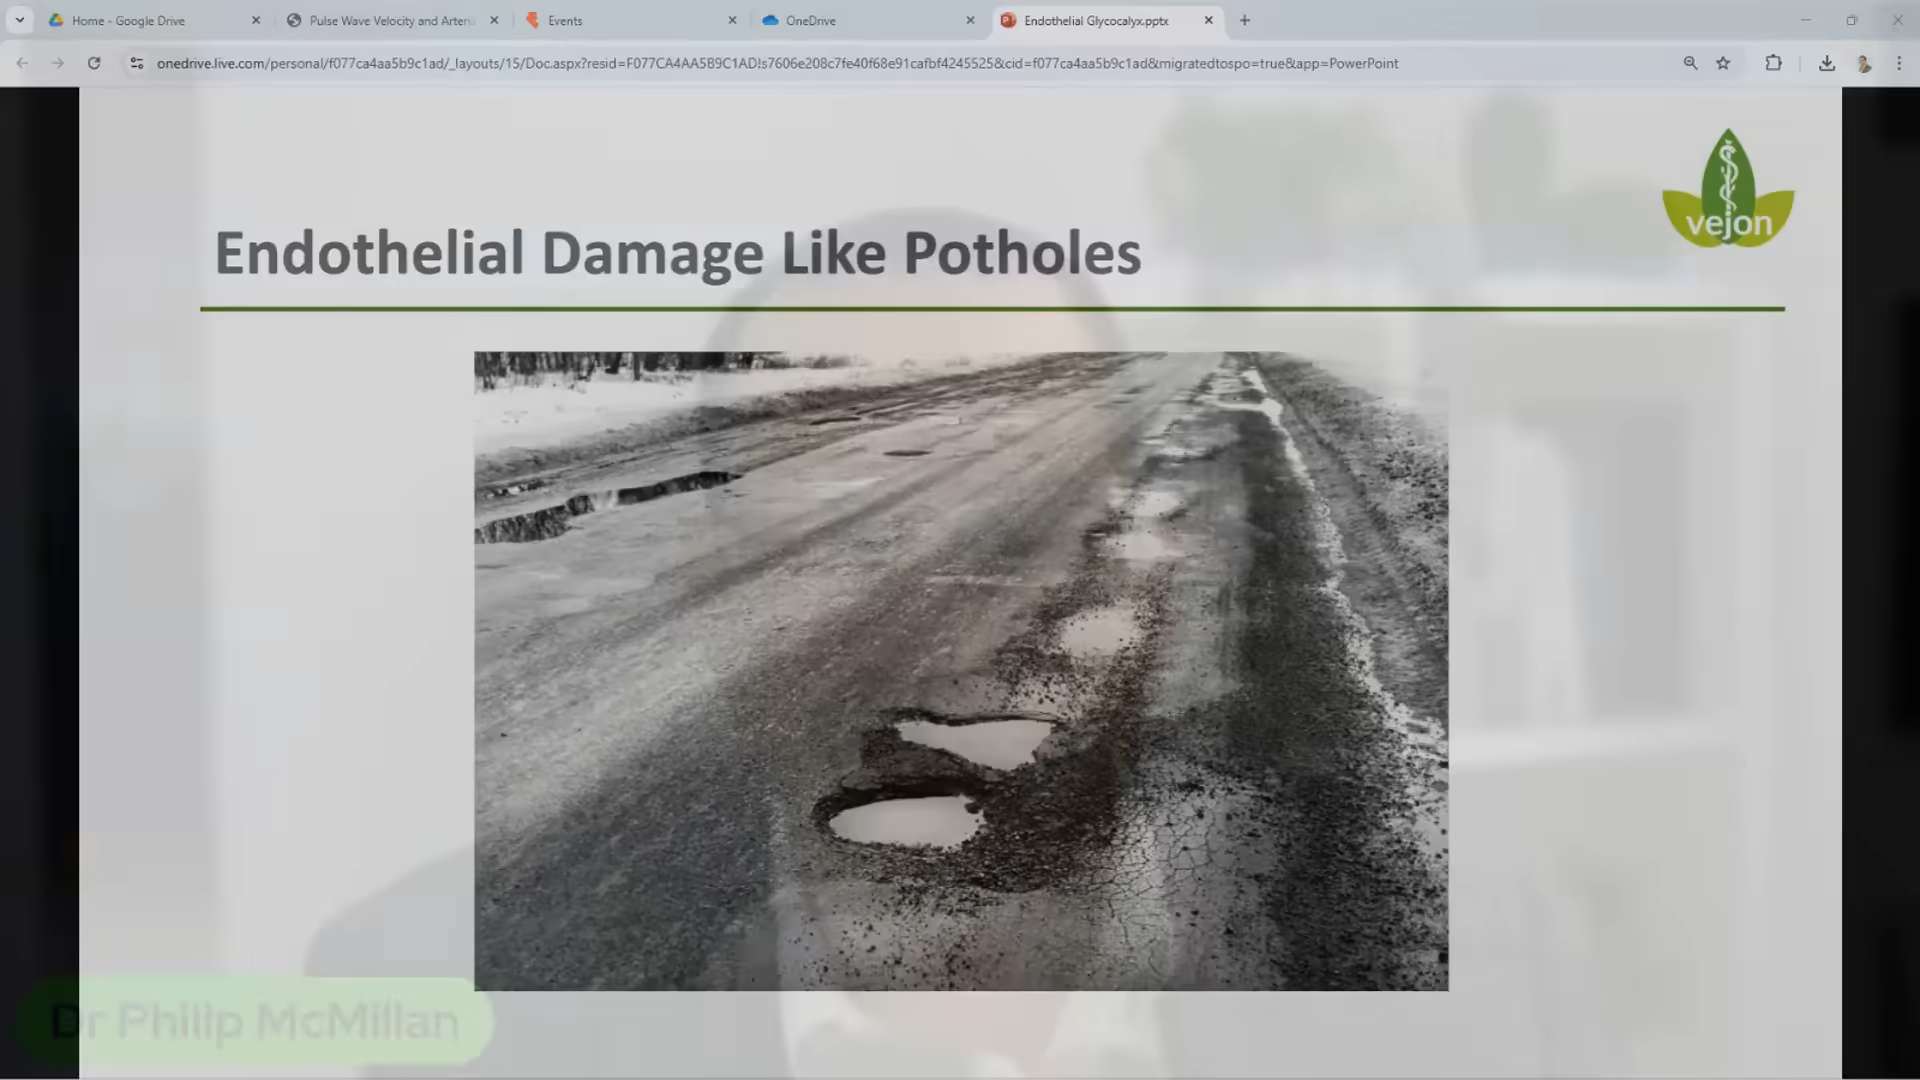 Home - Google Drive
Pulse Wave Velocity and Arteri
Events
OneDrive
Endothelial Glycocalyx.pptx
onedrive.live.com/personal/f077ca4aa5b9c1ad/_layouts/15/Doc.aspx?resid=F077CA4AA5B9C1AD!s7606e208c7fe40f68e91cafbf4245525&cid=f077ca4aa5b9c1ad&migratedtospo=true&app=PowerPoint
vejon
Endothelial Damage Like Potholes
Dr Philip McMillan